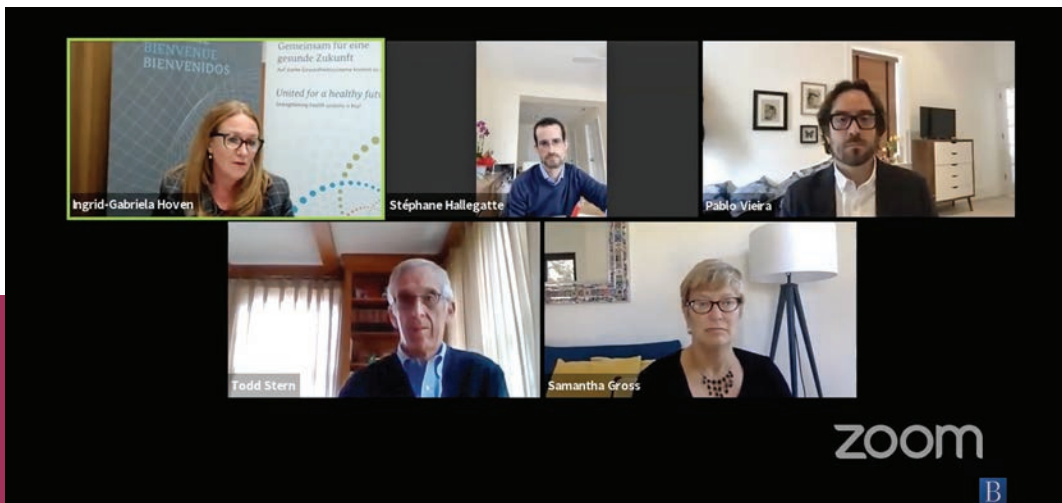 BIENVENUE
BIENVENIDOS
Gemeinsam für eine
gesunde Zukunft
United for a healthy futu
Ingrid-Gabriela Hoven
Stéphane Hallegatte
Pablo Vieira
Todd Stern
Samantha Gross
zoom
B